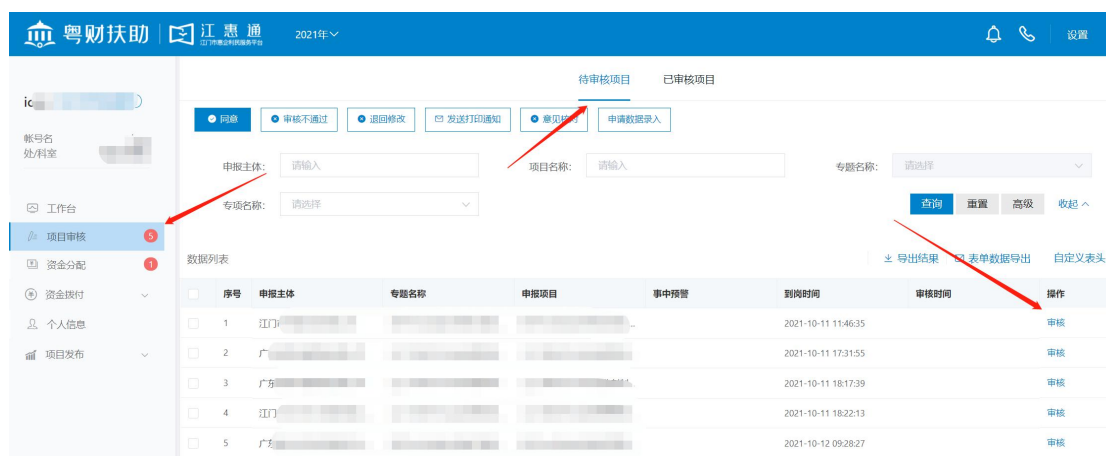 粤财扶助 江惠通 2021年 设置
江门市惠企利民服务平台
待审核项目 已审核项目
同意 审核不通过 退回修改 发送打印通知 申请数据录入
帐号名
处/科室
申报主体: 请输入 项目名称: 请输入 专题名称: 请选择
专项名称: 请选择 查询 重置 高级 收起
工作台
项目审核 5
资金分配 1
资金拨付
个人信息
项目发布
数据列表 导出结果 表单数据导出 自定义表头
序号 申报主体 专题名称 申报项目 事中预警 到岗时间 审核时间 操作
1 江门 2021-10-11 11:46:35 审核
2 广 2021-10-11 17:31:55 审核
3 广东 2021-10-11 18:17:39 审核
4 江门 2021-10-11 18:22:13 审核
5 广东 2021-10-12 09:28:27 审核